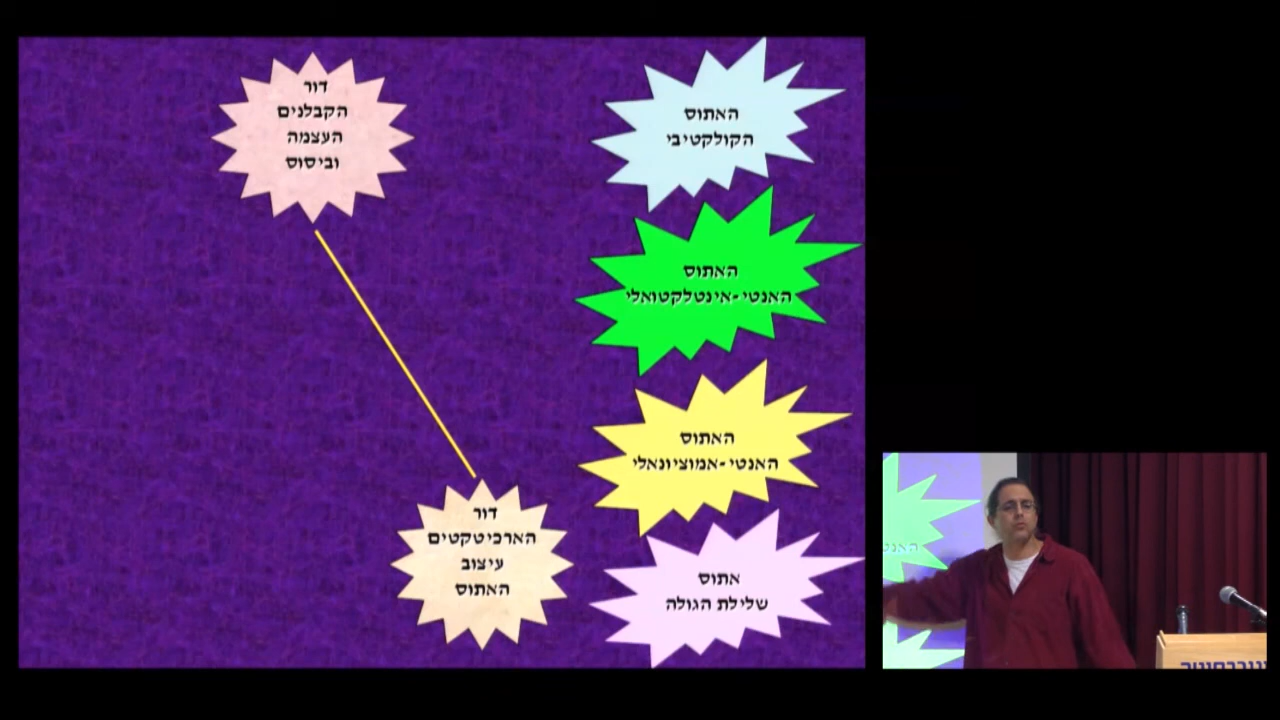 האתוס
הקולקטיבי
האתוס
האנטי-אינטלקטואלי
האתוס
האנטי-אמוציונאלי
אתוס
שלילת הגולה
דור
הקבלנים
העצמה
וביסוס
דור
הארכיטקטים
עיצוב
האתוס